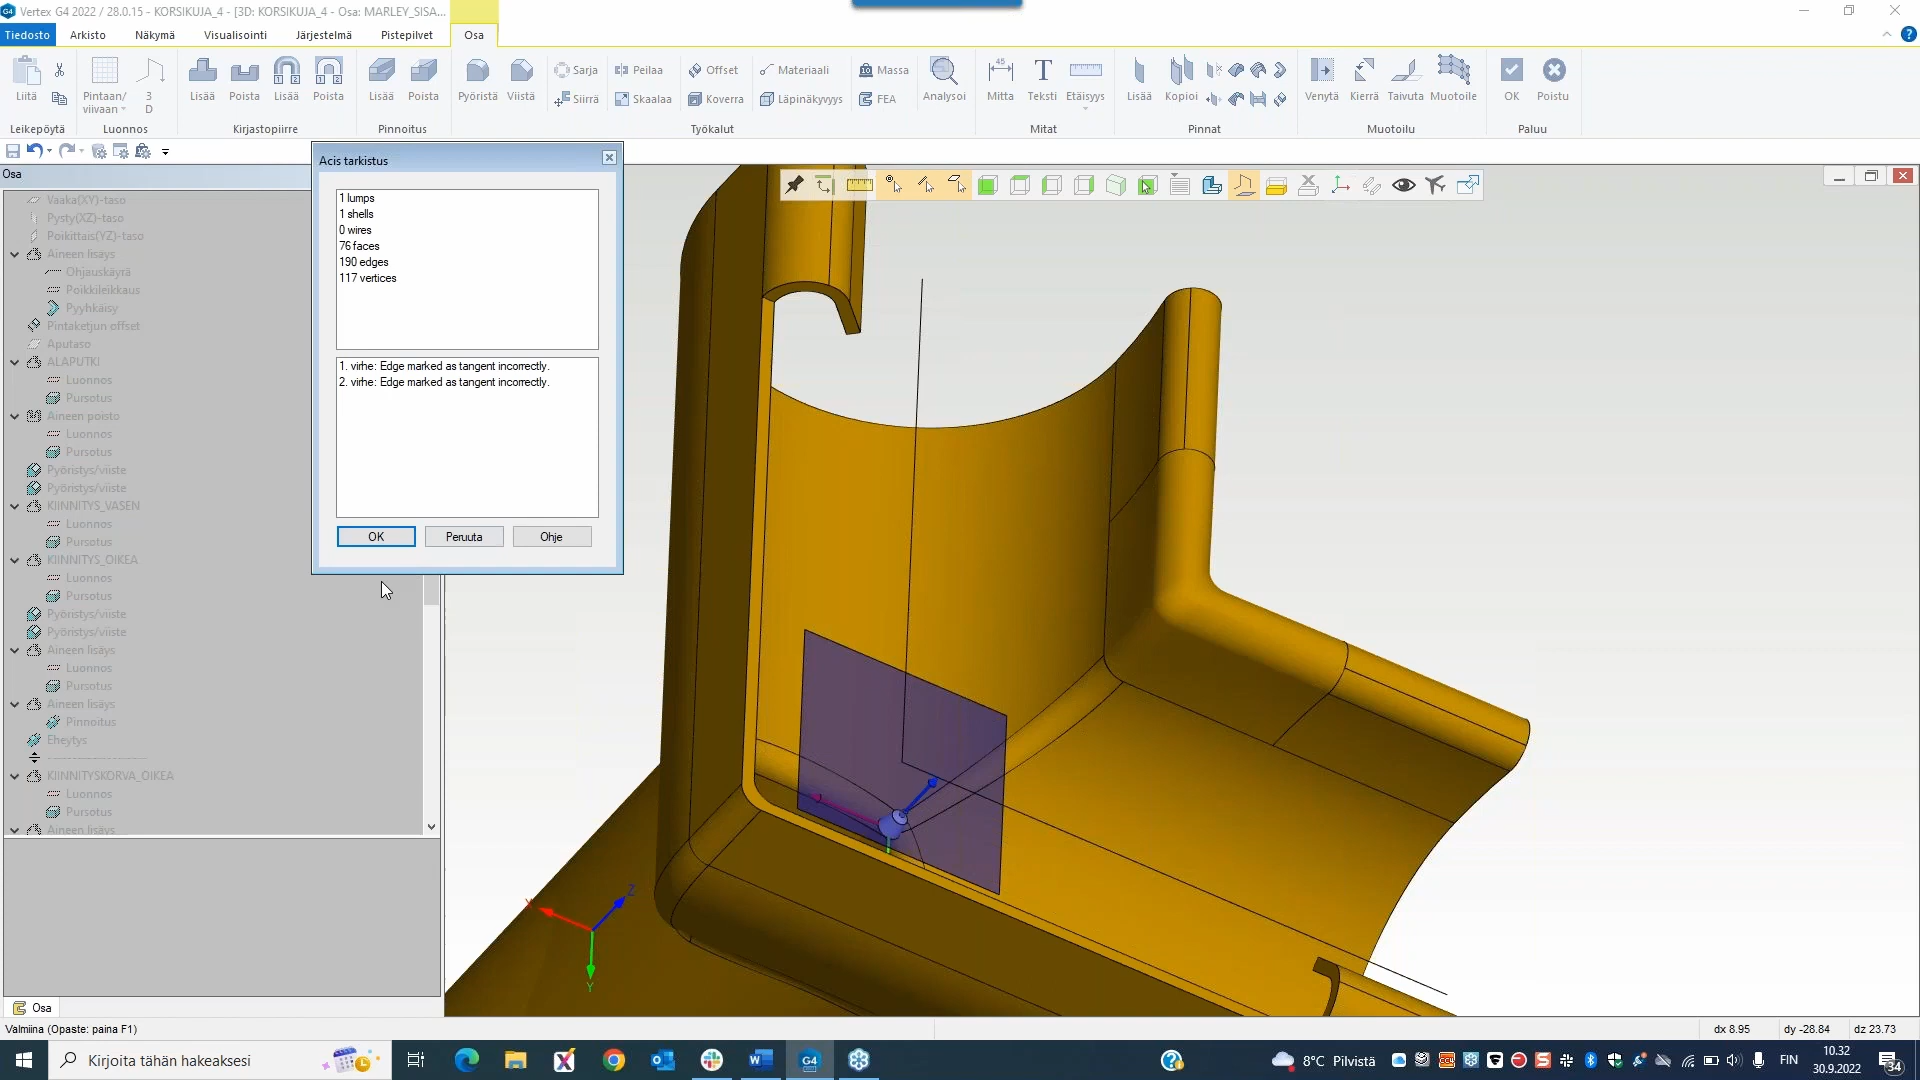 Vertex G4 2022 / 28.0.15 - KORSIKUJA_4 - [3D: KORSIKUJA_4 - Osa: MARLEY_SISA...
Tiedosto Arkisto Näkymä Visualisointi Järjestelmä Pistepilvet Osa
Liitä Pintaan/ viivaan 3 D Lisää Poista Lisää Poista Lisää Poista Pyöristä Viistä
Sarja Peilaa Offset Materiaali Massa
Siirrä Skaalaa Koverra Läpinäkyvyys FEA
Analysoi Mitta Teksti Etäisyys Lisää Kopioi Venytä Kierrä Taivuta Muotoile OK Poistu
Leikepöytä Luonnos Kirjastopiirre Pinnoitus Työkalut Mitat Pinnat Muotoilu Paluu
Osa
Vaaka(XY)-taso
Pysty(XZ)-taso
Poikittais(YZ)-taso
Aineen lisäys
Ohjauskäyrä
Poikkileikkaus
Pyyhkäisy
Pintaketjun offset
Aputaso
ALAPUTKI
Luonnos
Pursotus
Aineen poisto
Luonnos
Pursotus
Pyöristys/viiste
Pyöristys/viiste
KIINNITYS_VASEN
Luonnos
Pursotus
KIINNITYS_OIKEA
Luonnos
Pursotus
Pyöristys/viiste
Pyöristys/viiste
Aineen lisäys
Luonnos
Pursotus
Aineen lisäys
Pinnoitus
Eheytys
KIINNITYSKORVA_OIKEA
Luonnos
Pursotus
Aineen lisäys
Osa
Acis tarkistus
1 lumps
1 shells
0 wires
76 faces
190 edges
117 vertices
1. virhe: Edge marked as tangent incorrectly.
2. virhe: Edge marked as tangent incorrectly.
OK Peruuta Ohje
Z
Y
Valmiina (Opaste: paina F1)
dx 8.95 dy -28.84 dz 23.73
Kirjoita tähän hakeaksesi
G4
8°C Pilvistä
FIN
10.32
30.9.2022
34